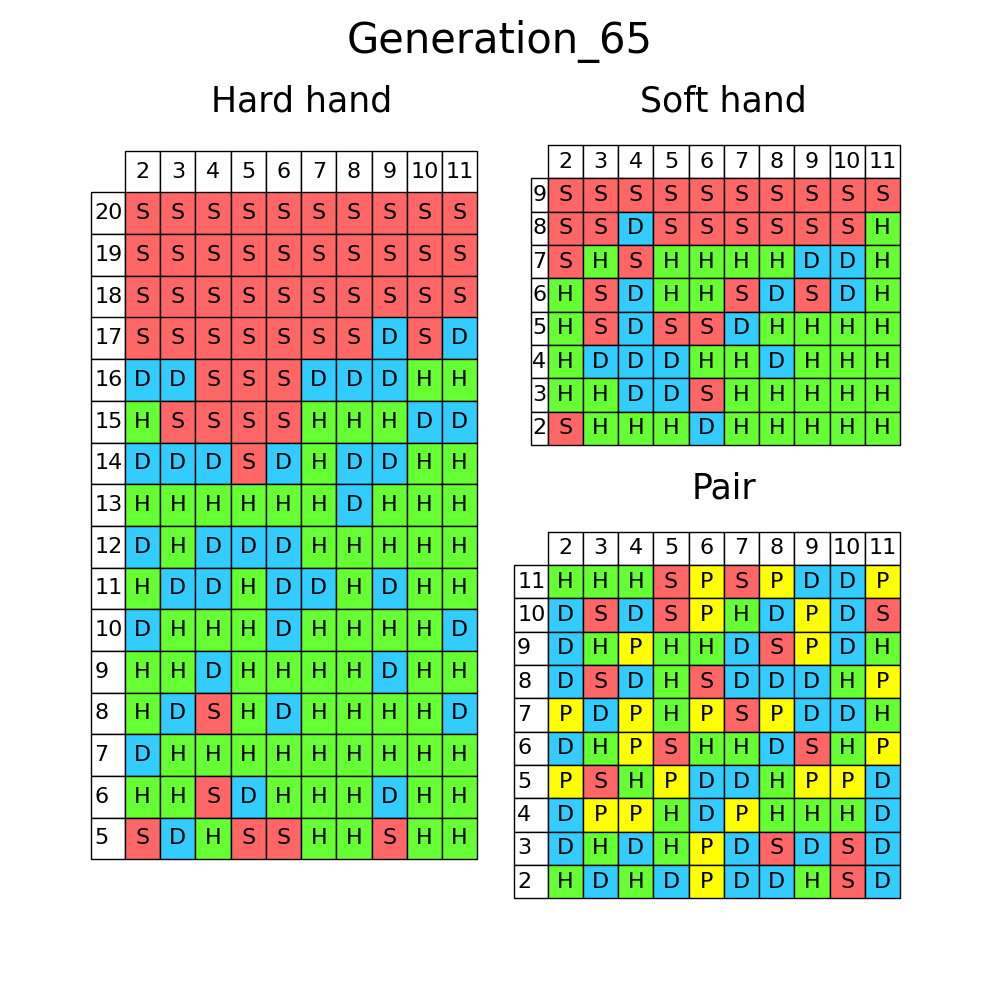 Generation_65
Hard hand
2 3 4 5 6 7 8 9 10 11
20 S S S S S S S S S S
19 S S S S S S S S S S
18 S S S S S S S S S S
17 S S S S S S S D S D
16 D D S S S D D D H H
15 H S S S S H H H D D
14 D D D S D H D D H H
13 H H H H H H D H H H
12 D H D D D H H H H H
11 H D D H D D H D H H
10 D H H H D H H H H D
9 H H D H H H H D H H
8 H D S H D H H H H D
7 D H H H H H H H H H
6 H H S D H H H D H H
5 S D H S S H H S H H
Soft hand
2 3 4 5 6 7 8 9 10 11
9 S S S S S S S S S S
8 S S D S S S S S S H
7 S H S H H H H D D H
6 H S D H H S D S D H
5 H S D S S D H H H H
4 H D D D H H D H H H
3 H H D D S H H H H H
2 S H H H D H H H H H
Pair
2 3 4 5 6 7 8 9 10 11
11 H H H S P S P D D P
10 D S D S P H D P D S
9 D H P H H D S P D H
8 D S D H S D D D H P
7 P D P H P S P D D H
6 D H P S H H D S H P
5 P S H P D D H P P D
4 D P P H D P H H H D
3 D H D H P D S D S D
2 H D H D P D D H S D